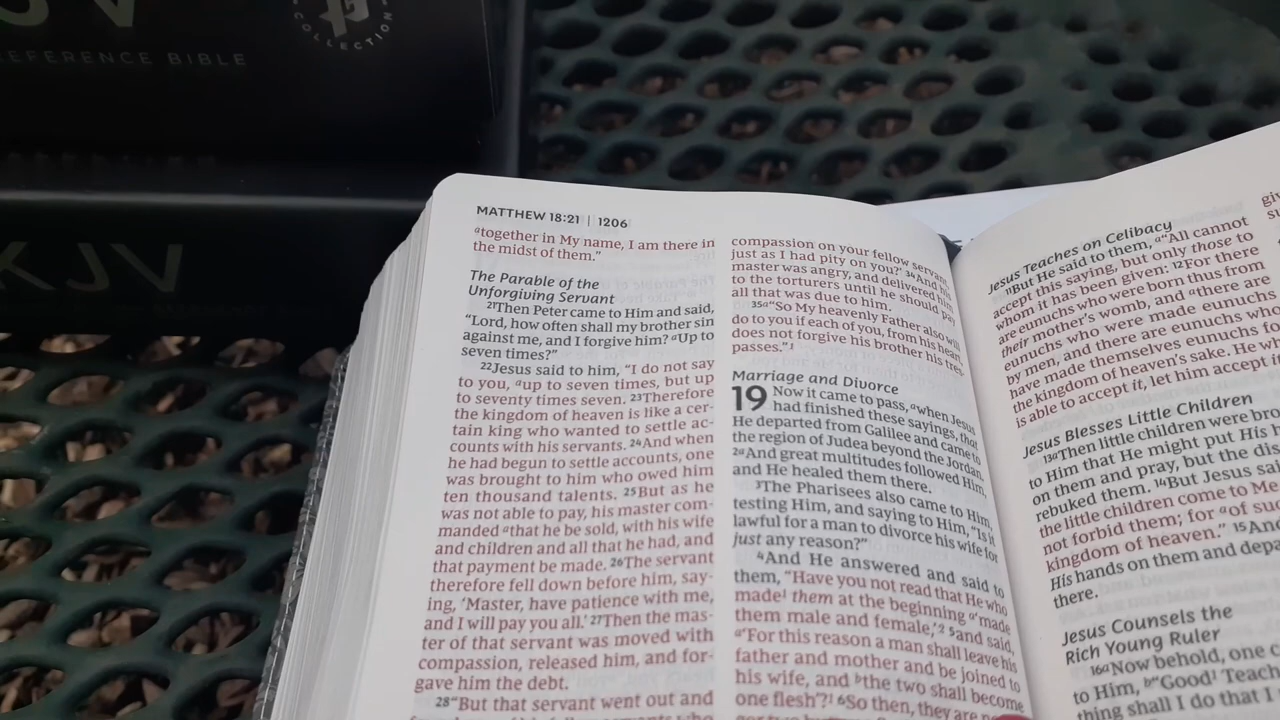 EFERENCE BIBLE
COLLECTION
KJV
MATTHEW 18:21 | 1206
ᵃtogether in My name, I am there in
the midst of them."
The Parable of the
Unforgiving Servant
²¹Then Peter came to Him and said,
"Lord, how often shall my brother sin
against me, and I forgive him? ᵃUp to
seven times?"
²²Jesus said to him, "I do not say
to you, ᵃup to seven times, but up
to seventy times seven. ²³Therefore
the kingdom of heaven is like a cer-
tain king who wanted to settle ac-
counts with his servants. ²⁴And when
he had begun to settle accounts, one
was brought to him who owed him
ten thousand talents. ²⁵But as he
was not able to pay, his master com-
manded ᵃthat he be sold, with his wife
and children and all that he had, and
that payment be made. ²⁶The servant
therefore fell down before him, say-
ing, 'Master, have patience with me,
and I will pay you all.' ²⁷Then the mas-
ter of that servant was moved with
compassion, released him, and for-
gave him the debt.
²⁸"But that servant went out and
compassion on your fellow servant,
just as I had pity on you?' ³⁴And his
master was angry, and delivered him
to the torturers until he should pay
all that was due to him.
³⁵ᵃ"So My heavenly Father also will
do to you if each of you, from his heart,
does not forgive his brother his tres-
passes."¹
Marriage and Divorce
19 Now it came to pass, ᵃwhen Jesus
had finished these sayings, that
He departed from Galilee and came to
the region of Judea beyond the Jordan.
²ᵃAnd great multitudes followed Him,
and He healed them there.
³The Pharisees also came to Him,
testing Him, and saying to Him, "Is it
lawful for a man to divorce his wife for
just any reason?"
⁴And He answered and said to
them, "Have you not read that He who
made¹ them at the beginning ᵃ'made
them male and female,'² ⁵and said,
ᵃ'For this reason a man shall leave his
father and mother and be joined to
his wife, and ᵇthe two shall become
one flesh'?¹ ⁶So then, they are no
Jesus Teaches on Celibacy
¹¹But He said to them, ᵃ"All cannot
accept this saying, but only those to
whom it has been given: ¹²For there
are eunuchs who were born thus from
their mother's womb, and ᵃthere are
eunuchs who were made eunuchs
by men, and there are eunuchs who
have made themselves eunuchs fo
the kingdom of heaven's sake. He wh
is able to accept it, let him accept i
Jesus Blesses Little Children
¹³ᵃThen little children were bro
to Him that He might put His h
on them and pray, but the dis
rebuked them. ¹⁴But Jesus sai
the little children come to Me
not forbid them; for ᵃof suc
kingdom of heaven." ¹⁵And
His hands on them and depa
there.
Jesus Counsels the
Rich Young Ruler
¹⁶ᵃNow behold, one c
to Him, ᵇ"Good¹ Teach
thing shall I do that I